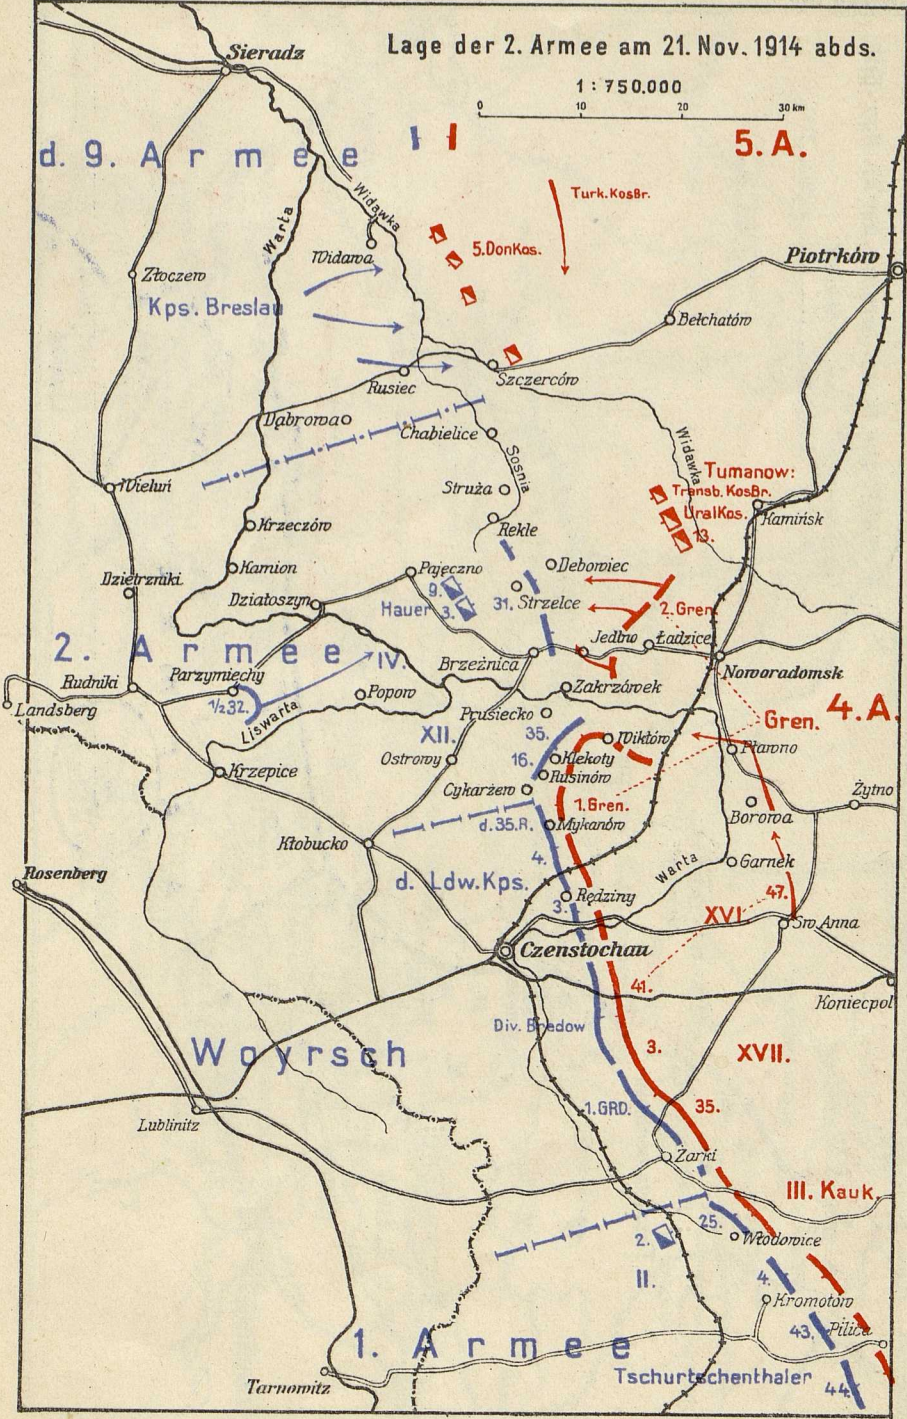 Lage der 2. Armee am 21. Nov. 1914 abds.
1 : 750.000
0 10 20 30 km
Sieradz
d. 9. Armee
5. A.
Turk. KosBr.
Widawka
Warta
Widawa
5. DonKos.
Piotrków
Złoczew
Kps. Breslau
Bełchatów
Rusiec
Szczerców
Dąbrowa
Chabielice
Widawka
Sosnia
Tumanow:
Transb. KosBr.
UralKos.
13.
Wieluń
Struża
Kamińsk
Krzeczów
Rekle
Kamion
Pajęczno
Debowiec
Dzietrzniki
Działoszyn
9.
Hauer 3.
31. Strzelce
2. Gren.
2. Armee
IV.
Jedlno
Ładzice
Brzeźnica
Noworadomsk
Parzymiechy
Rudniki
½ 32.
Popow
Zakrzówek
Landsberg
Liswarta
Prusiecko
Gren.
4. A.
XII.
35.
Wiktów
16.
Klekoty
Pławno
Ostrowy
Rusinów
Krzepice
Cykarżew
1. Gren.
Żytno
Borowa
d. 35. R.
Mykanów
Kłobucko
4.
Garnek
Warta
Rosenberg
d. Ldw. Kps.
3.
Rędziny
47.
XVI
Św. Anna
Czenstochau
41.
Koniecpol
Div. Bredow
Woyrsch
3.
XVII.
1. GRD.
35.
Lublinitz
Żarki
III. Kauk.
25.
2.
Włodowice
II.
4.
Kromotów
43.
Pilica
1. Armee
Tschurtschenthaler
44.
Tarnowitz